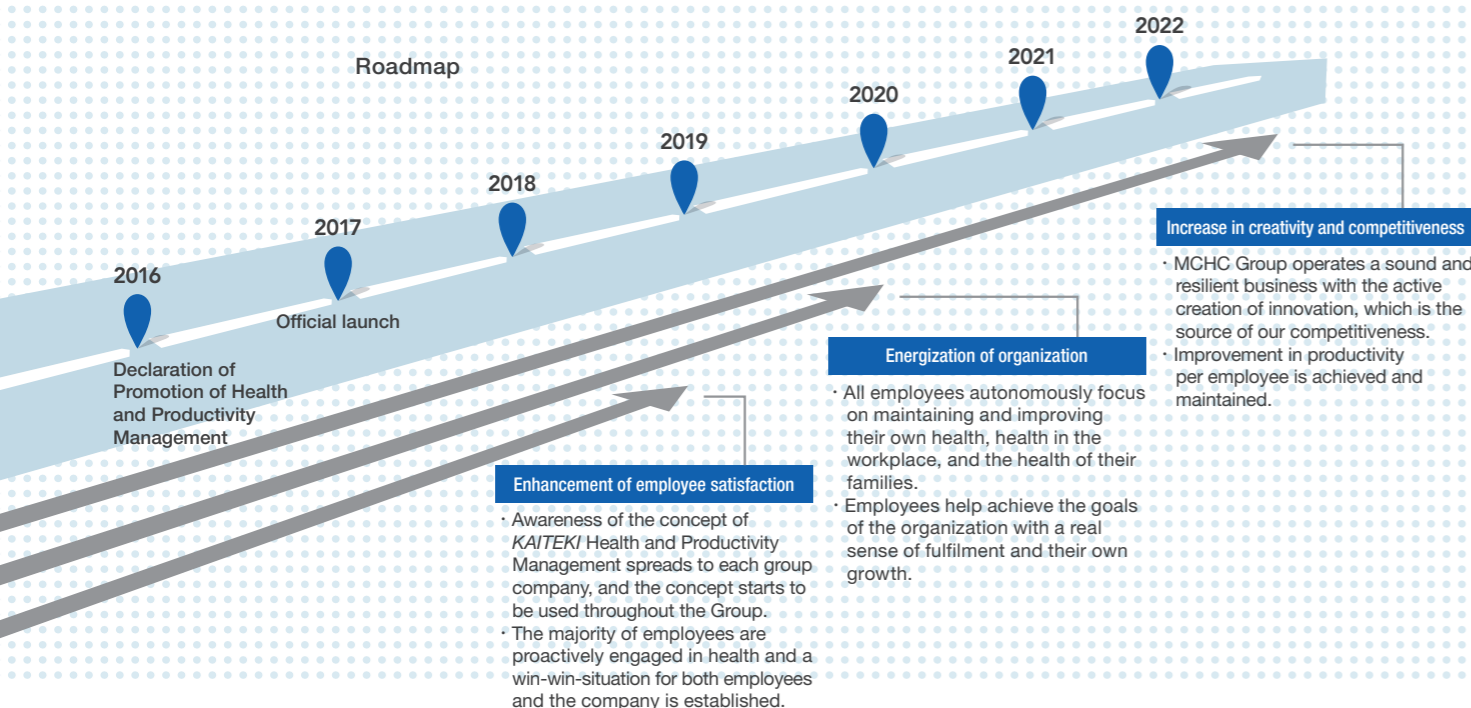 Roadmap
2016
Declaration of
Promotion of Health
and Productivity
Management
2017
Official launch
2018
2019
2020
2021
2022
Enhancement of employee satisfaction
· Awareness of the concept of
KAITEKI Health and Productivity
Management spreads to each group
company, and the concept starts to
be used throughout the Group.
· The majority of employees are
proactively engaged in health and a
win-win-situation for both employees
and the company is established.
Energization of organization
· All employees autonomously focus
on maintaining and improving
their own health, health in the
workplace, and the health of their
families.
· Employees help achieve the goals
of the organization with a real
sense of fulfilment and their own
growth.
Increase in creativity and competitiveness
· MCHC Group operates a sound and
resilient business with the active
creation of innovation, which is the
source of our competitiveness.
· Improvement in productivity
per employee is achieved and
maintained.